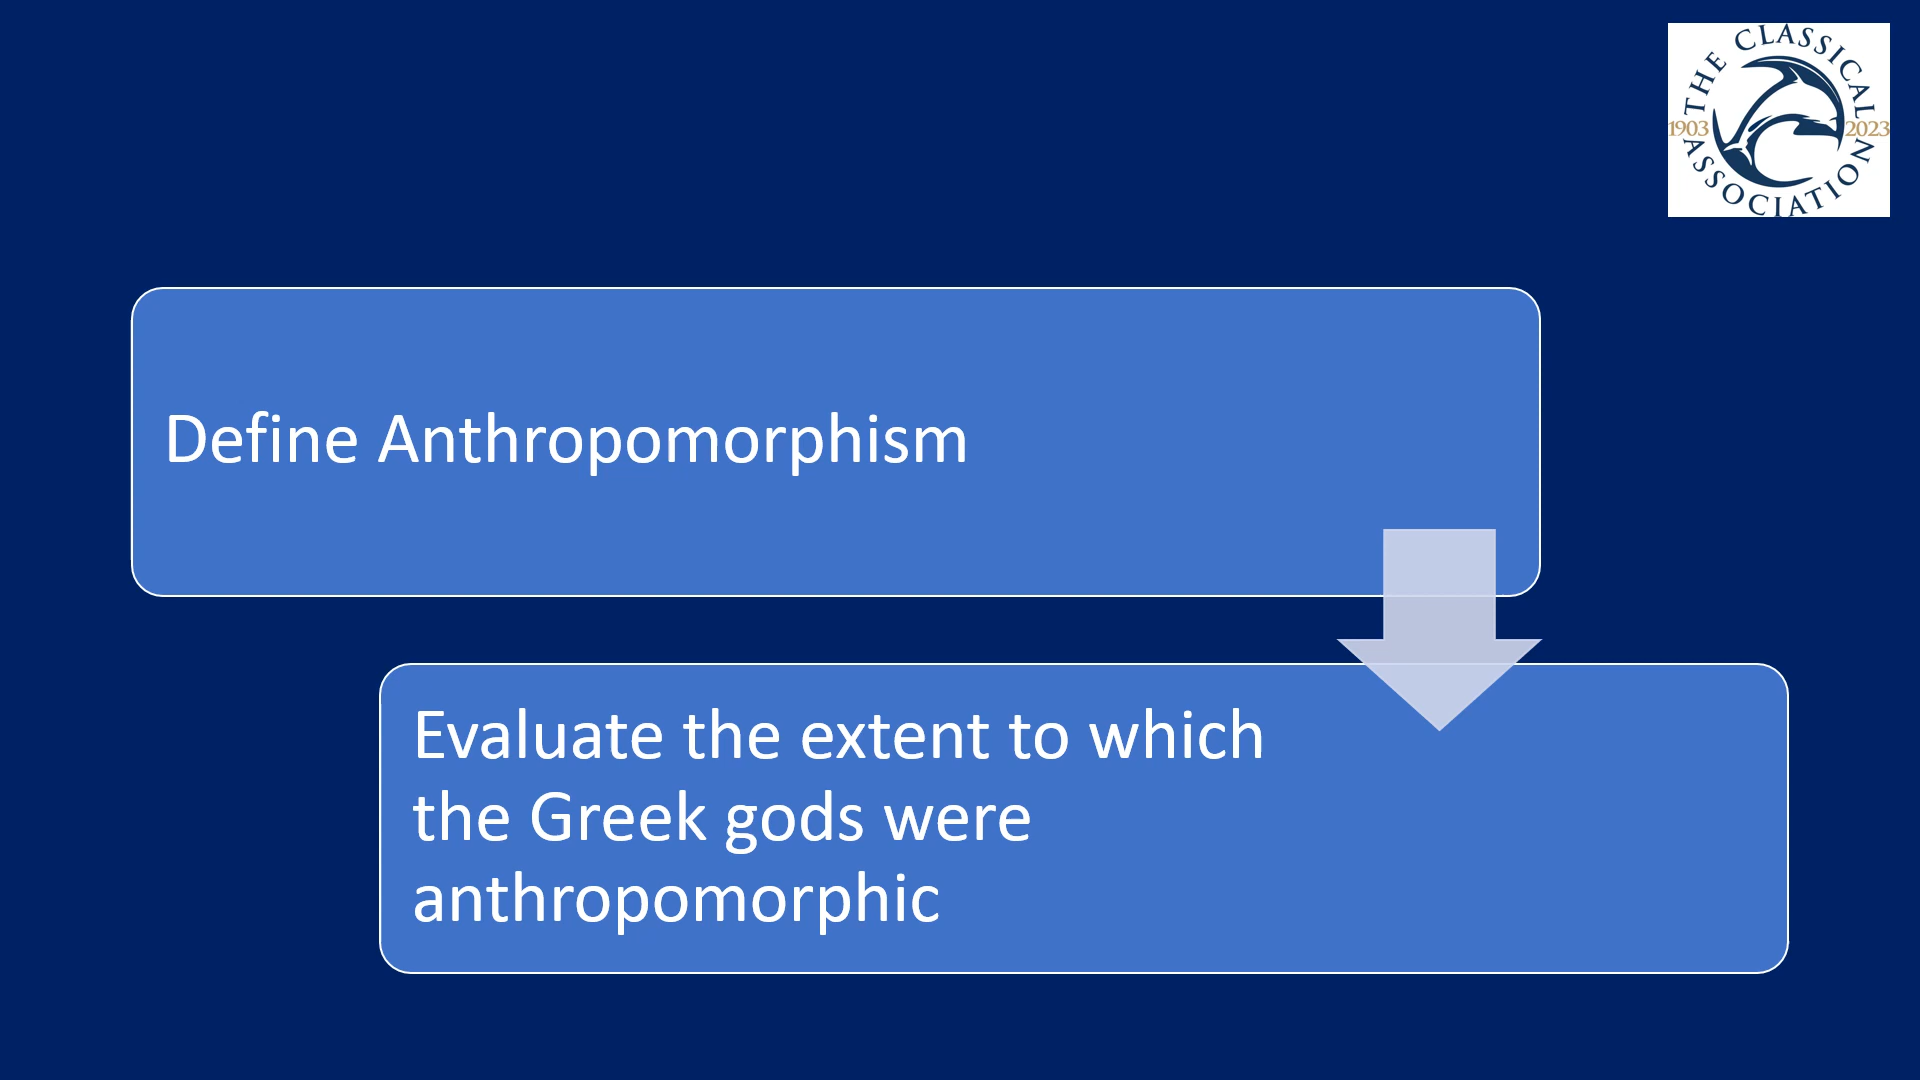 THE CLASSICAL
1903 2023
ASSOCIATION
Define Anthropomorphism
Evaluate the extent to which
the Greek gods were
anthropomorphic